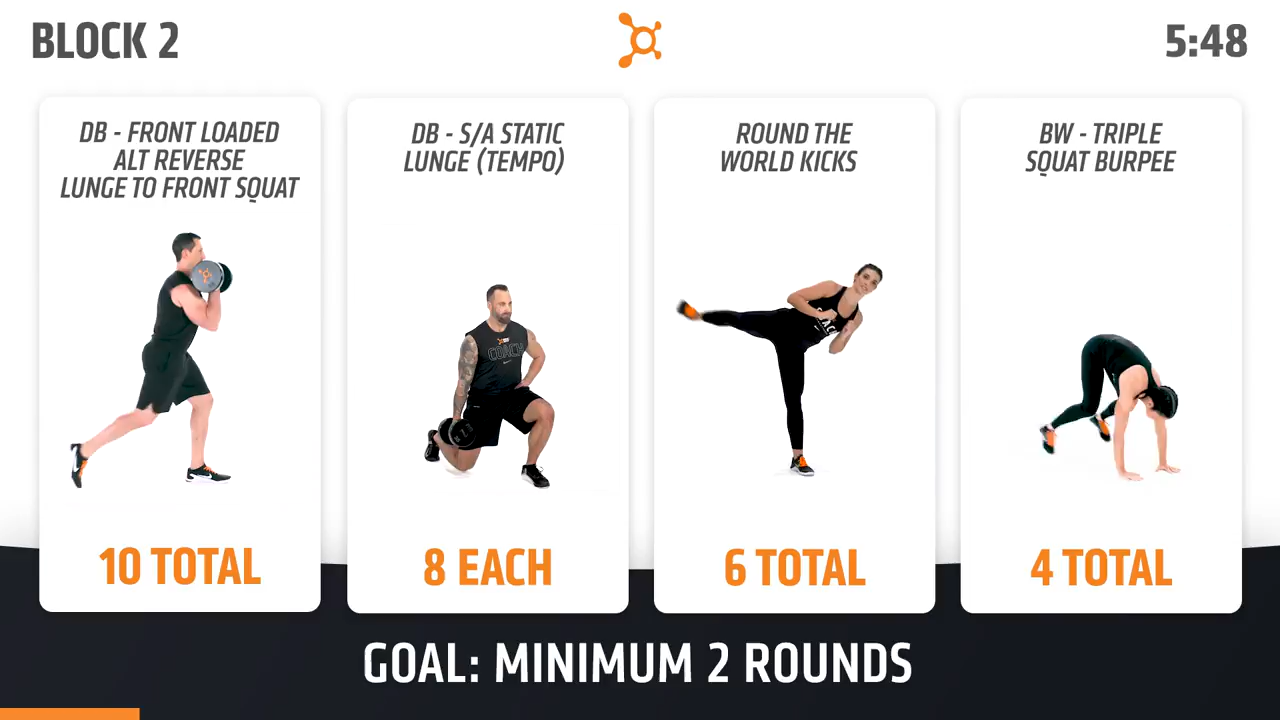 BLOCK 2
5:48
DB - FRONT LOADED
ALT REVERSE
LUNGE TO FRONT SQUAT
10 TOTAL
DB - S/A STATIC
LUNGE (TEMPO)
COACH
8 EACH
ROUND THE
WORLD KICKS
6 TOTAL
BW - TRIPLE
SQUAT BURPEE
4 TOTAL
GOAL: MINIMUM 2 ROUNDS